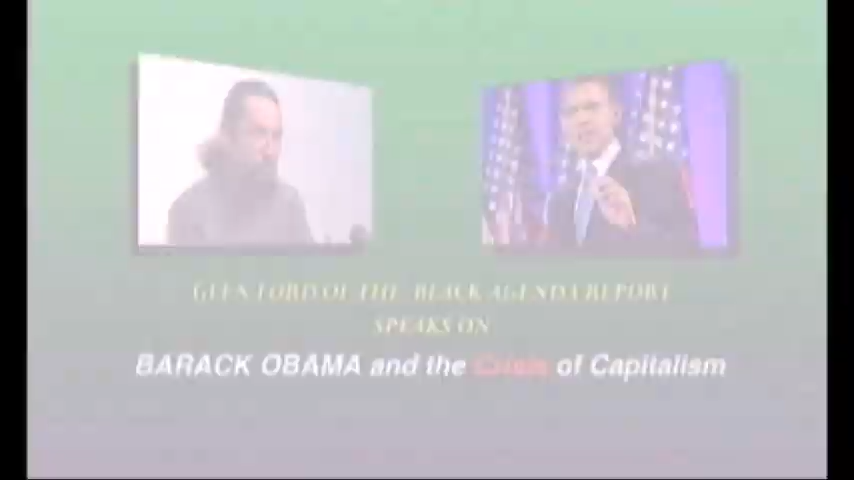 GLEN FORD OF THE BLACK AGENDA REPORT
SPEAKS ON
BARACK OBAMA and the Crisis of Capitalism